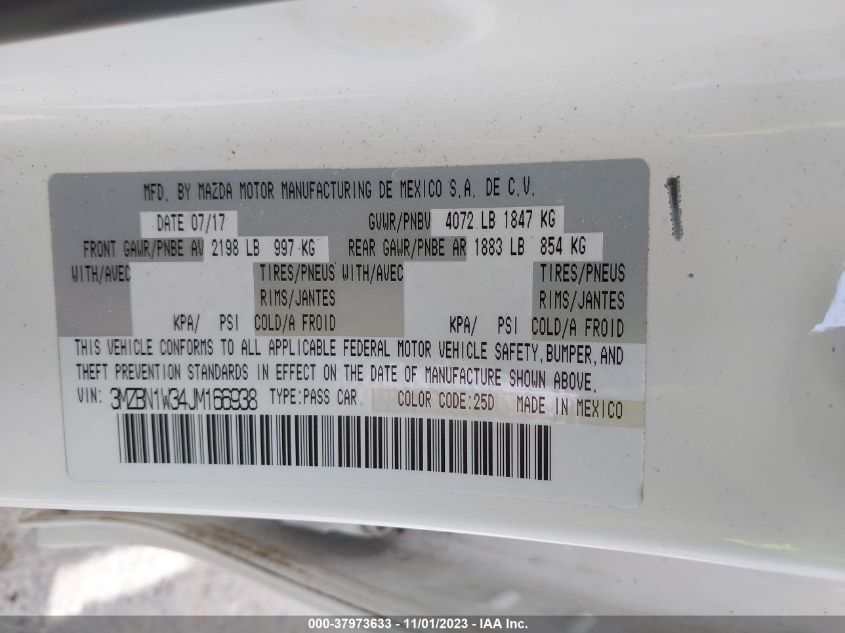 MFD. BY MAZDA MOTOR MANUFACTURING DE MEXICO S.A. DE C.V.
DATE 07/17 GVWR/PNBV 4072 LB 1847 KG
FRONT GAWR/PNBE AV 2198 LB 997 KG REAR GAWR/PNBE AR 1883 LB 854 KG
WITH/AVEC TIRES/PNEUS WITH/AVEC TIRES/PNEUS
RIMS/JANTES RIMS/JANTES
KPA/ PSI COLD/A FROID KPA/ PSI COLD/A FROID
THIS VEHICLE CONFORMS TO ALL APPLICABLE FEDERAL MOTOR VEHICLE SAFETY, BUMPER, AND
THEFT PREVENTION STANDARDS IN EFFECT ON THE DATE OF MANUFACTURE SHOWN ABOVE.
VIN: 3MZBN1W34JM166938 TYPE:PASS CAR COLOR CODE:25D MADE IN MEXICO
000-37973633 - 11/01/2023 - IAA Inc.